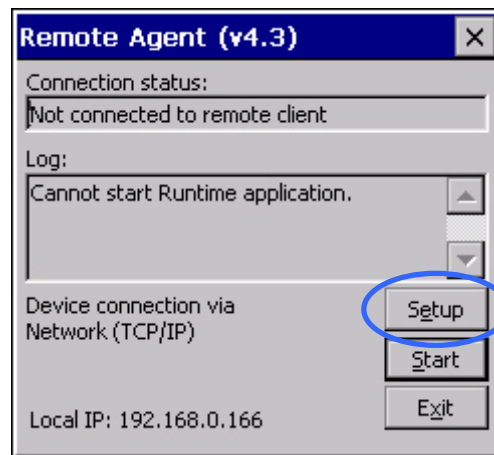 Remote Agent (v4.3)
Connection status:
Not connected to remote client
Log:
Cannot start Runtime application.
Device connection via
Network (TCP/IP)
Setup
Start
Local IP: 192.168.0.166
Exit